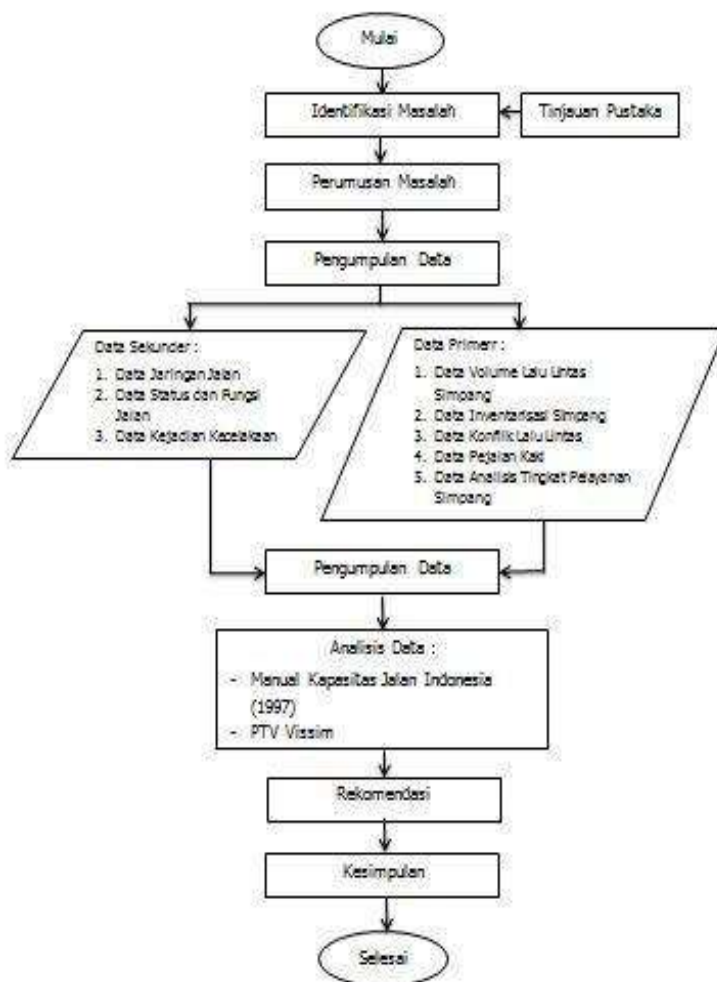 Mulai
Identifikasi Masalah
Tinjauan Pustaka
Perumusan Masalah
Pengumpulan Data
Data Sekunder :
1. Data Jaringan Jalan
2. Data Status dan Fungsi
Jalan
3. Data Kejadian Kecelakaan
Data Primerr :
1. Data Volume Lalu Lintas
Simpang
2. Data Inventarisasi Simpang
3. Data Konflik Lalu Lintas
4. Data Pejalan Kaki
5. Data Analisis Tingkat Pelayanan
Simpang
Pengumpulan Data
Analisis Data :
- Manual Kapasitas Jalan Indonesia
(1997)
- PTV Vissim
Rekomendasi
Kesimpulan
Selesai